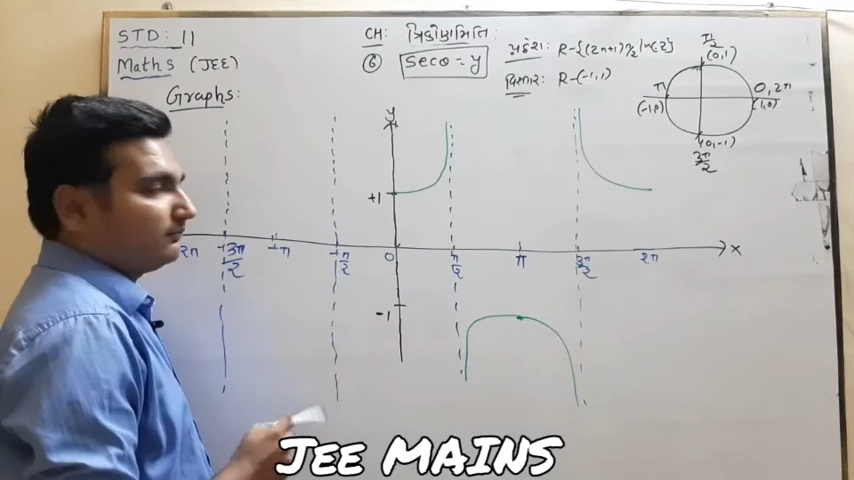 STD: 11
Maths (JEE)
Graphs:
CH: ત્રિકોણમિતિ:
⑥ secθ = y
પ્રદેશ: R-{(2n+1)π/2 | n∈Z}
વિસ્તાર: R-(-1,1)
π/2
(0,1)
π
0, 2π
(-1,0)
(1,0)
(0,-1)
3π/2
y
+1
2π
-3π/2
-π
-π/2
0
π/2
π
3π/2
2π
x
-1
JEE MAINS